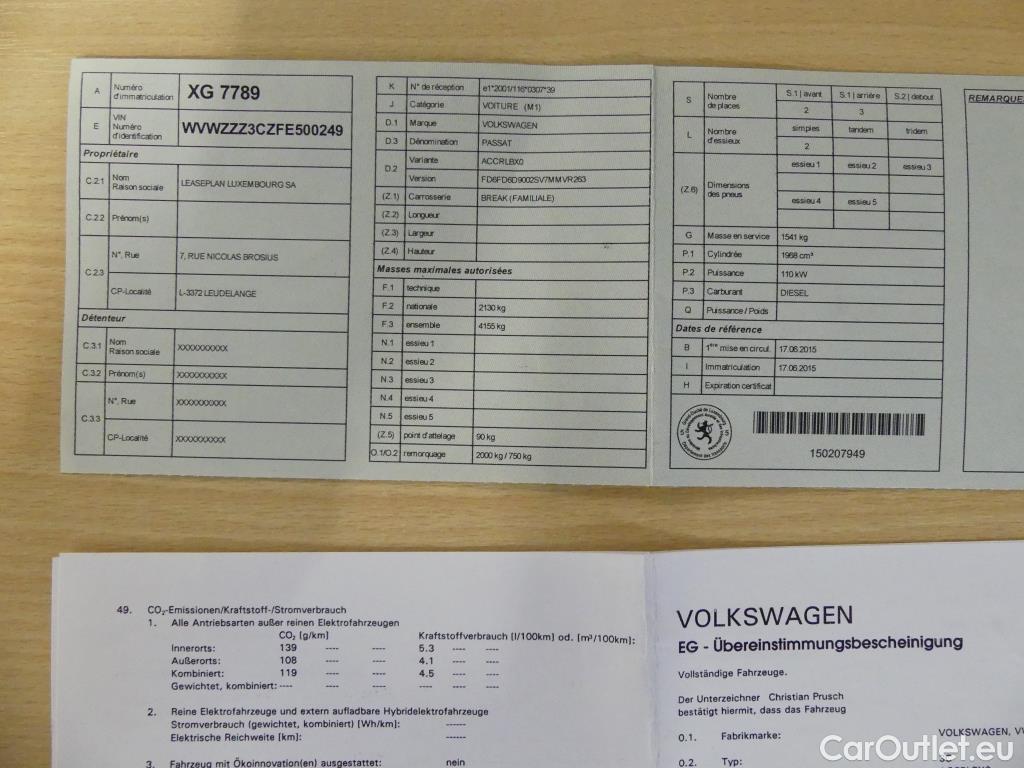 A Numéro d'immatriculation XG 7789
E VIN Numéro d'identification WVWZZZ3CZFE500249
Propriétaire
C.2.1 Nom Raison sociale LEASEPLAN LUXEMBOURG SA
C.2.2 Prénom(s)
C.2.3 N°, Rue 7, RUE NICOLAS BROSIUS
CP-Localité L-3372 LEUDELANGE
Détenteur
C.3.1 Nom Raison sociale XXXXXXXXXX
C.3.2 Prénom(s) XXXXXXXXXX
C.3.3 N°, Rue XXXXXXXXXX
CP-Localité XXXXXXXXXX
K N° de réception e1*2001/116*0307*39
J Catégorie VOITURE (M1)
D.1 Marque VOLKSWAGEN
D.3 Dénomination PASSAT
D.2 Variante ACCRLBX0
Version FD6FD6D9002SV7MMVR263
(Z.1) Carrosserie BREAK (FAMILIALE)
(Z.2) Longueur
(Z.3) Largeur
(Z.4) Hauteur
Masses maximales autorisées
F.1 technique
F.2 nationale 2130 kg
F.3 ensemble 4155 kg
N.1 essieu 1
N.2 essieu 2
N.3 essieu 3
N.4 essieu 4
N.5 essieu 5
(Z.5) point d'attelage 90 kg
O.1/O.2 remorquage 2000 kg / 750 kg
S Nombre de places S.1 | avant S.1 | arrière S.2 | debout
2 3
L Nombre d'essieux simples tandem tridem
2
(Z.6) Dimensions des pneus essieu 1 essieu 2 essieu 3
essieu 4 essieu 5
G Masse en service 1541 kg
P.1 Cylindrée 1968 cm³
P.2 Puissance 110 kW
P.3 Carburant DIESEL
Q Puissance / Poids
Dates de référence
B 1ère mise en circul. 17.06.2015
I Immatriculation 17.06.2015
H Expiration certificat
150207949
REMARQUE
49. CO₂-Emissionen/Kraftstoff-/Stromverbrauch
1. Alle Antriebsarten außer reinen Elektrofahrzeugen
CO₂ [g/km] Kraftstoffverbrauch [l/100km] od. [m³/100km]:
Innerorts: 139 ---- ---- 5.3 ---- ----
Außerorts: 108 ---- ---- 4.1 ---- ----
Kombiniert: 119 ---- ---- 4.5 ---- ----
Gewichtet, kombiniert: ---- ---- ---- ---- ---- ----
2. Reine Elektrofahrzeuge und extern aufladbare Hybridelektrofahrzeuge
Stromverbrauch (gewichtet, kombiniert) [Wh/km]: ------
Elektrische Reichweite [km]: ------
3. Fahrzeug mit Ökoinnovation(en) ausgestattet: nein
VOLKSWAGEN
EG - Übereinstimmungsbescheinigung
Vollständige Fahrzeuge.
Der Unterzeichner Christian Prusch
bestätigt hiermit, dass das Fahrzeug
0.1. Fabrikmarke: VOLKSWAGEN, VW
0.2. Typ: 3C
CarOutlet.eu